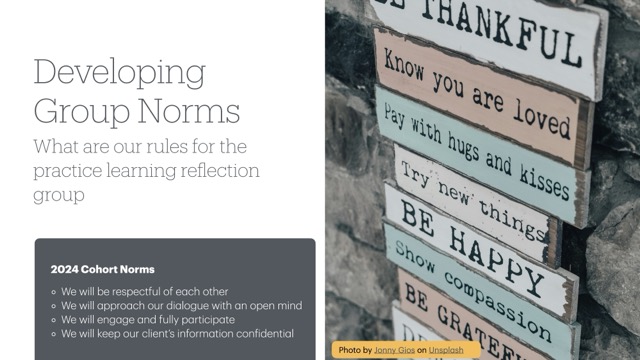 Developing
Group Norms
What are our rules for the
practice learning reflection
group
2024 Cohort Norms
We will be respectful of each other
We will approach our dialogue with an open mind
We will engage and fully participate
We will keep our client's information confidential
BE THANKFUL
Know you are loved
Pay with hugs and kisses
Try new things
BE HAPPY
Show compassion
BE GRATEFUL
Photo by Jonny Gios on Unsplash